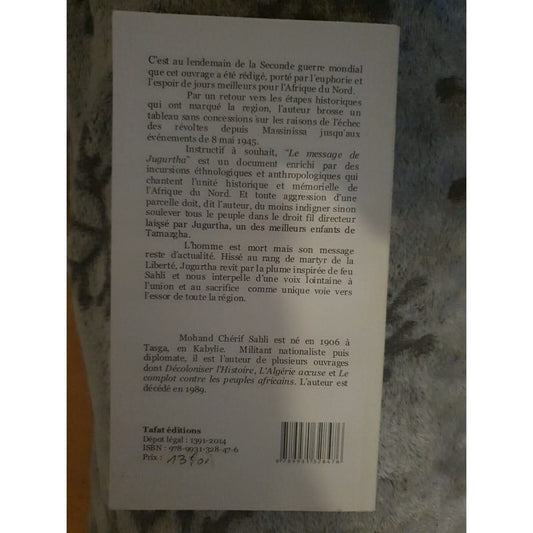 C'est au lendemain de la Seconde guerre mondial
que cet ouvrage a été rédigé, porté par l'euphorie et
l'espoir de jours meilleurs pour l'Afrique du Nord.
Par un retour vers les étapes historiques
qui ont marqué la region, l'auteur brosse un
tableau sans concessions sur les raisons de l'échec
des révoltes depuis Massinissa jusqu'aux
événements de 8 mai 1945.
Instructif à souhait, "Le message de
Jugurtha" est un document enrichi par des
incursions éthnologiques et anthropologiques qui
chantent l'unité historique et mémorielle de
l'Afrique du Nord. Et toute aggression d'une
parcelle doit, dit l'auteur, du moins indigner sinon
soulever tous le peuple dans le droit fil directeur
laissé par Jugurtha, un des meilleurs enfants de
Tamazgha.
L'homme est mort mais son message
reste d'actualité. Hissé au rang de martyr de la
Liberté, Jugurtha revit par la plume inspirée de feu
Sahli et nous interpelle d'une voix lointaine à
l'union et au sacrifice comme unique voie vers
l'essor de toute la région.
Mohand Chérif Sahli est né en 1906 à
Tasga, en Kabylie. Militant nationaliste puis
diplomate, il est l'auteur de plusieurs ouvrages
dont Décoloniser l'Histoire, L'Algérie accuse et Le
complot contre les peuples africains. L'auteur est
décédé en 1989.
Tafat éditions
Dépot légal : 1391-2014
ISBN : 978-9931-328-47-6
Prix :
9789931328476